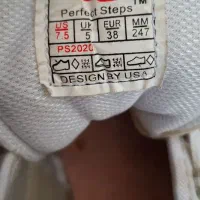 TM
Perfect Steps
US UK EUR MM
7.5 5 38 247
PS2020
DESIGN BY USA